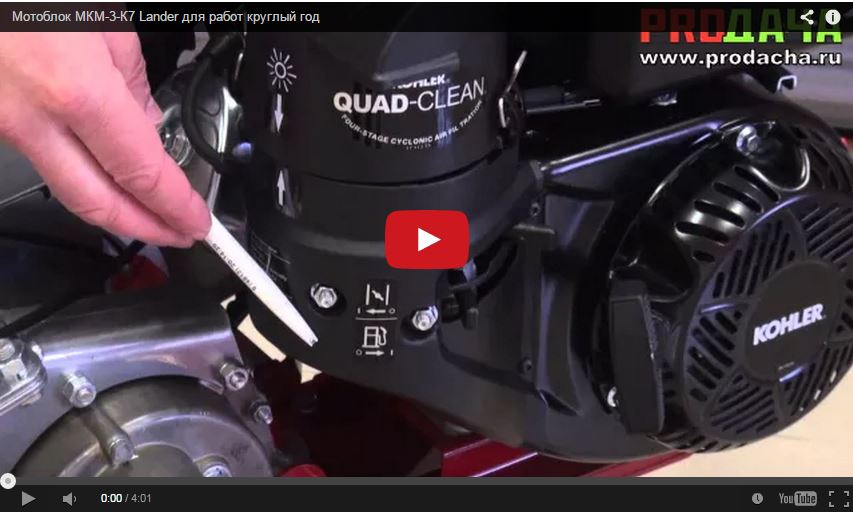 Мотоблок МКМ-3-К7 Lander для работ круглый год
PROДАЧА
www.prodacha.ru
KOHLER
QUAD-CLEAN
FOUR-STAGE CYCLONIC AIR FILTRATION
I O
O I
KOHLER
0:00 / 4:01
YouTube